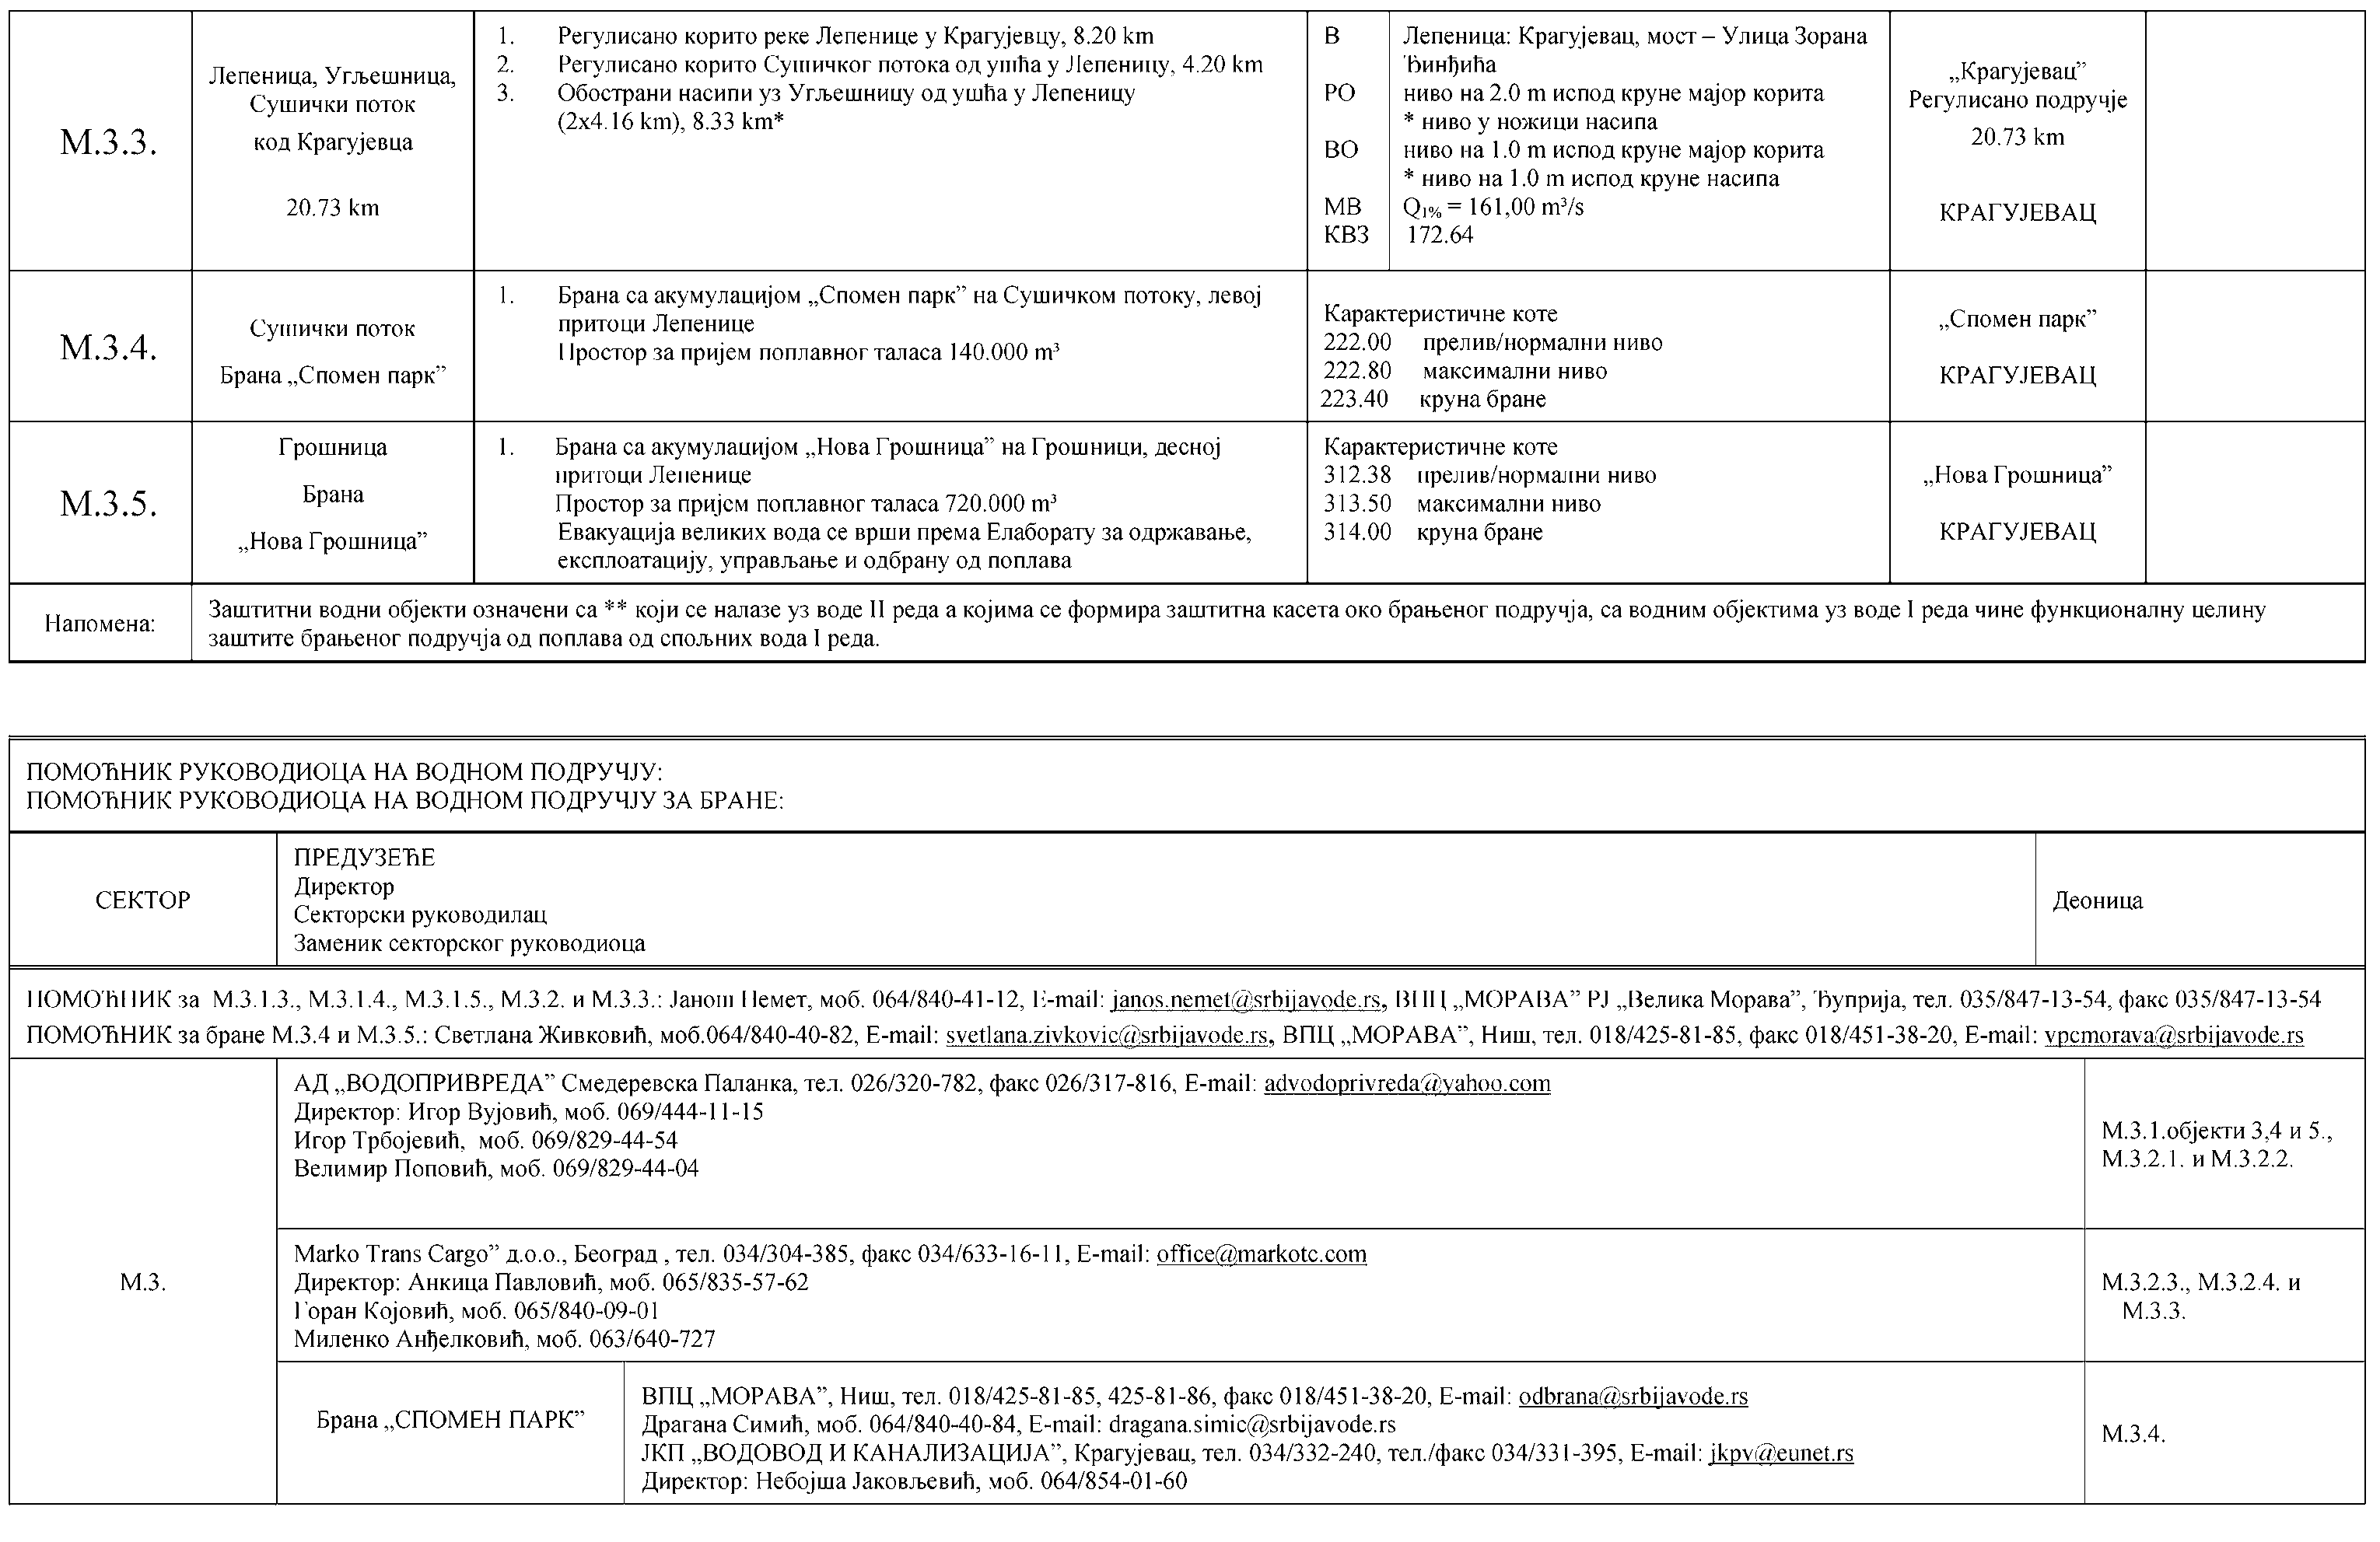 М.3.3.
Лепеница, Угљешница,
Сушички поток
код Крагујевца
20.73 km
1. Регулисано корито реке Лепенице у Крагујевцу, 8.20 km
2. Регулисано корито Сушичког потока од ушћа у Лепеницу, 4.20 km
3. Обострани насипи уз Угљешницу од ушћа у Лепеницу
(2x4.16 km), 8.33 km*
В Лепеница: Крагујевац, мост – Улица Зорана
Ђинђића
РО ниво на 2.0 m испод круне мајор корита
* ниво у ножици насипа
ВО ниво на 1.0 m испод круне мајор корита
* ниво на 1.0 m испод круне насипа
МВ Q1% = 161,00 m³/s
КВЗ 172.64
„Крагујевац”
Регулисано подручје
20.73 km
КРАГУЈЕВАЦ
М.3.4.
Сушички поток
Брана „Спомен парк”
1. Брана са акумулацијом „Спомен парк” на Сушичком потоку, левој
притоци Лепенице
Простор за пријем поплавног таласа 140.000 m³
Карактеристичне коте
222.00 прелив/нормални ниво
222.80 максимални ниво
223.40 круна бране
„Спомен парк”
КРАГУЈЕВАЦ
М.3.5.
Грошница
Брана
„Нова Грошница”
1. Брана са акумулацијом „Нова Грошница” на Грошници, десној
притоци Лепенице
Простор за пријем поплавног таласа 720.000 m³
Евакуација великих вода се врши према Елаборату за одржавање,
експлоатацију, управљање и одбрану од поплава
Карактеристичне коте
312.38 прелив/нормални ниво
313.50 максимални ниво
314.00 круна бране
„Нова Грошница”
КРАГУЈЕВАЦ
Напомена:
Заштитни водни објекти означени са ** који се налазе уз воде II реда а којима се формира заштитна касета око брањеног подручја, са водним објектима уз воде I реда чине функционалну целину
заштите брањеног подручја од поплава од спољних вода I реда.
ПОМОЋНИК РУКОВОДИОЦА НА ВОДНОМ ПОДРУЧЈУ:
ПОМОЋНИК РУКОВОДИОЦА НА ВОДНОМ ПОДРУЧЈУ ЗА БРАНЕ:
СЕКТОР
ПРЕДУЗЕЋЕ
Директор
Секторски руководилац
Заменик секторског руководиоца
Деоница
ПОМОЋНИК за М.3.1.3., М.3.1.4., М.3.1.5., М.3.2. и М.3.3.: Јанош Немет, моб. 064/840-41-12, E-mail: janos.nemet@srbijavode.rs, ВПЦ „МОРАВА” РЈ „Велика Морава”, Ћуприја, тел. 035/847-13-54, факс 035/847-13-54
ПОМОЋНИК за бране М.3.4 и М.3.5.: Светлана Живковић, моб.064/840-40-82, E-mail: svetlana.zivkovic@srbijavode.rs, ВПЦ „МОРАВА”, Ниш, тел. 018/425-81-85, факс 018/451-38-20, E-mail: vpcmorava@srbijavode.rs
М.3.
АД „ВОДОПРИВРЕДА” Смедеревска Паланка, тел. 026/320-782, факс 026/317-816, E-mail: advodoprivreda@yahoo.com
Директор: Игор Вујовић, моб. 069/444-11-15
Игор Трбојевић, моб. 069/829-44-54
Велимир Поповић, моб. 069/829-44-04
М.3.1.објекти 3,4 и 5.,
М.3.2.1. и М.3.2.2.
Marko Trans Cargo” д.о.о., Београд , тел. 034/304-385, факс 034/633-16-11, E-mail: office@markotc.com
Директор: Анкица Павловић, моб. 065/835-57-62
Горан Којовић, моб. 065/840-09-01
Миленко Анђелковић, моб. 063/640-727
М.3.2.3., М.3.2.4. и
М.3.3.
Брана „СПОМЕН ПАРК”
ВПЦ „МОРАВА”, Ниш, тел. 018/425-81-85, 425-81-86, факс 018/451-38-20, E-mail: odbrana@srbijavode.rs
Драгана Симић, моб. 064/840-40-84, E-mail: dragana.simic@srbijavode.rs
ЈКП „ВОДОВОД И КАНАЛИЗАЦИЈА”, Крагујевац, тел. 034/332-240, тел./факс 034/331-395, E-mail: jkpv@eunet.rs
Директор: Небојша Јаковљевић, моб. 064/854-01-60
М.3.4.